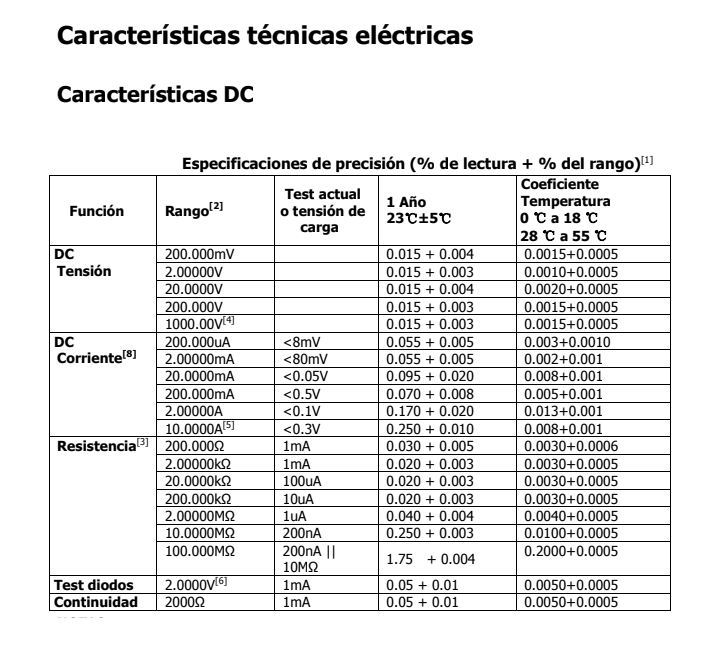 Características técnicas eléctricas
Características DC
Especificaciones de precisión (% de lectura + % del rango)[1]
Función Rango[2] Test actual o tensión de carga 1 Año 23℃±5℃ Coeficiente Temperatura 0 ℃ a 18 ℃ 28 ℃ a 55 ℃
DC Tensión 200.000mV 0.015 + 0.004 0.0015+0.0005
2.00000V 0.015 + 0.003 0.0010+0.0005
20.0000V 0.015 + 0.004 0.0020+0.0005
200.000V 0.015 + 0.003 0.0015+0.0005
1000.00V[4] 0.015 + 0.003 0.0015+0.0005
DC Corriente[8] 200.000uA <8mV 0.055 + 0.005 0.003+0.0010
2.00000mA <80mV 0.055 + 0.005 0.002+0.001
20.0000mA <0.05V 0.095 + 0.020 0.008+0.001
200.000mA <0.5V 0.070 + 0.008 0.005+0.001
2.00000A <0.1V 0.170 + 0.020 0.013+0.001
10.0000A[5] <0.3V 0.250 + 0.010 0.008+0.001
Resistencia[3] 200.000Ω 1mA 0.030 + 0.005 0.0030+0.0006
2.00000kΩ 1mA 0.020 + 0.003 0.0030+0.0005
20.0000kΩ 100uA 0.020 + 0.003 0.0030+0.0005
200.000kΩ 10uA 0.020 + 0.003 0.0030+0.0005
2.00000MΩ 1uA 0.040 + 0.004 0.0040+0.0005
10.0000MΩ 200nA 0.250 + 0.003 0.0100+0.0005
100.000MΩ 200nA || 10MΩ 1.75 + 0.004 0.2000+0.0005
Test diodos 2.0000V[6] 1mA 0.05 + 0.01 0.0050+0.0005
Continuidad 2000Ω 1mA 0.05 + 0.01 0.0050+0.0005